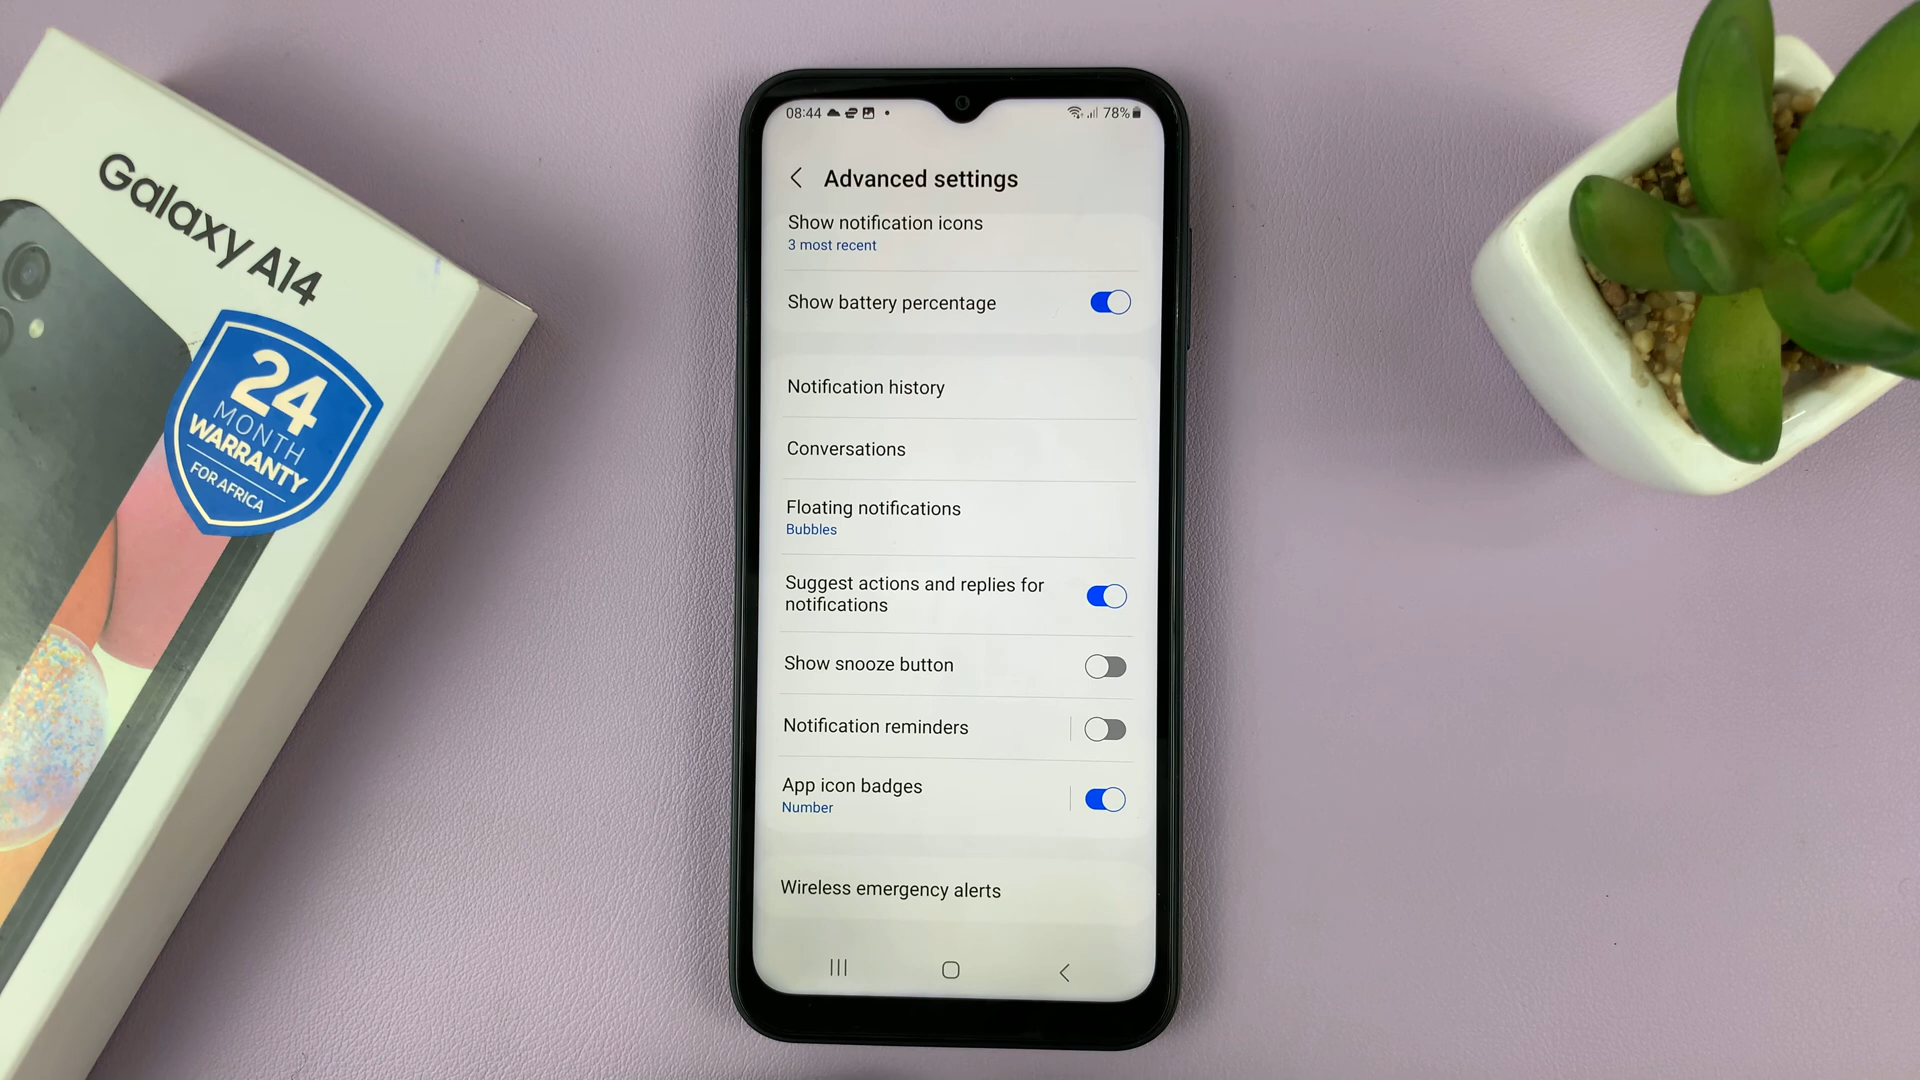 Galaxy A14
24
MONTH
WARRANTY
FOR AFRICA
08:44
78%
Advanced settings
Show notification icons
3 most recent
Show battery percentage
Notification history
Conversations
Floating notifications
Bubbles
Suggest actions and replies for
notifications
Show snooze button
Notification reminders
App icon badges
Number
Wireless emergency alerts